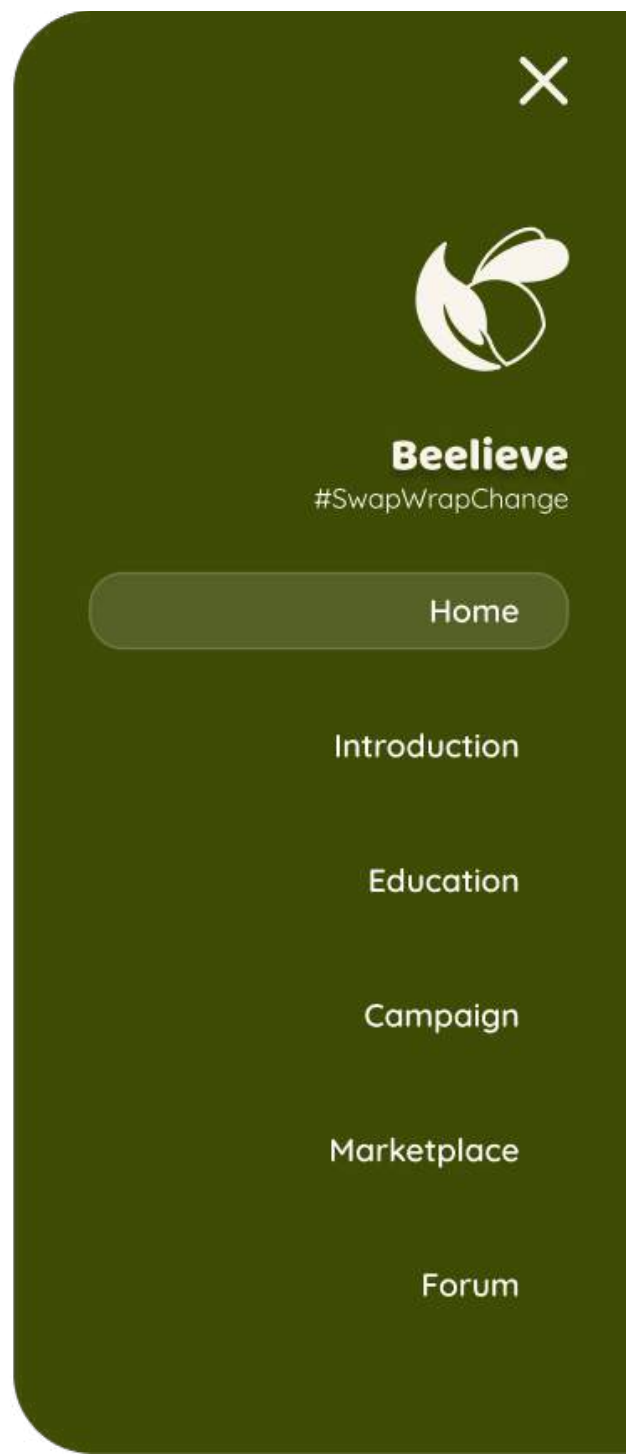 Beelieve
#SwapWrapChange
Home
Introduction
Education
Campaign
Marketplace
Forum